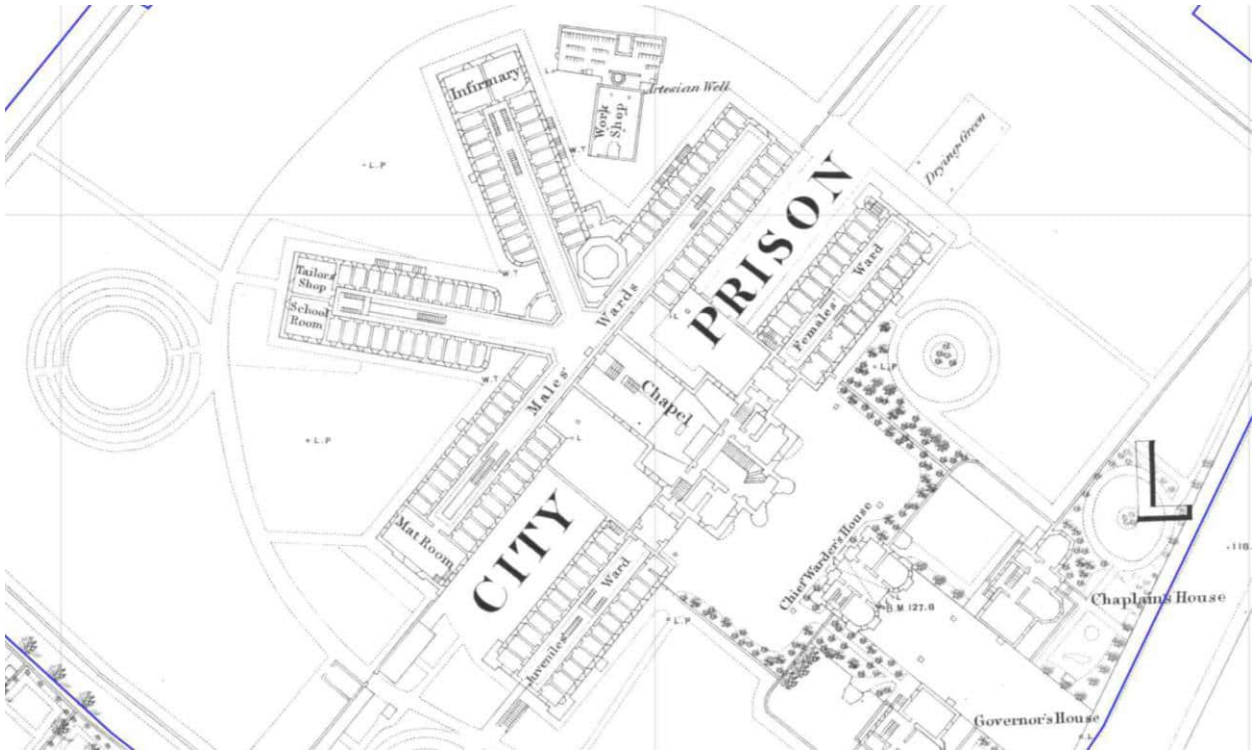 Infirmary
Work
Shop
Artesian Well
L.P
W.T
Drying Green
CITY PRISON
Tailors
Shop
School
Room
W.T
Males' Wards
Females' Ward
L
W.T
Chapel
L.P
L.P
L
Mat Room
Juveniles' Ward
Chief Warder's House
L
B.M 127.8
L.P
Chaplain's House
.118.
Governor's House
L